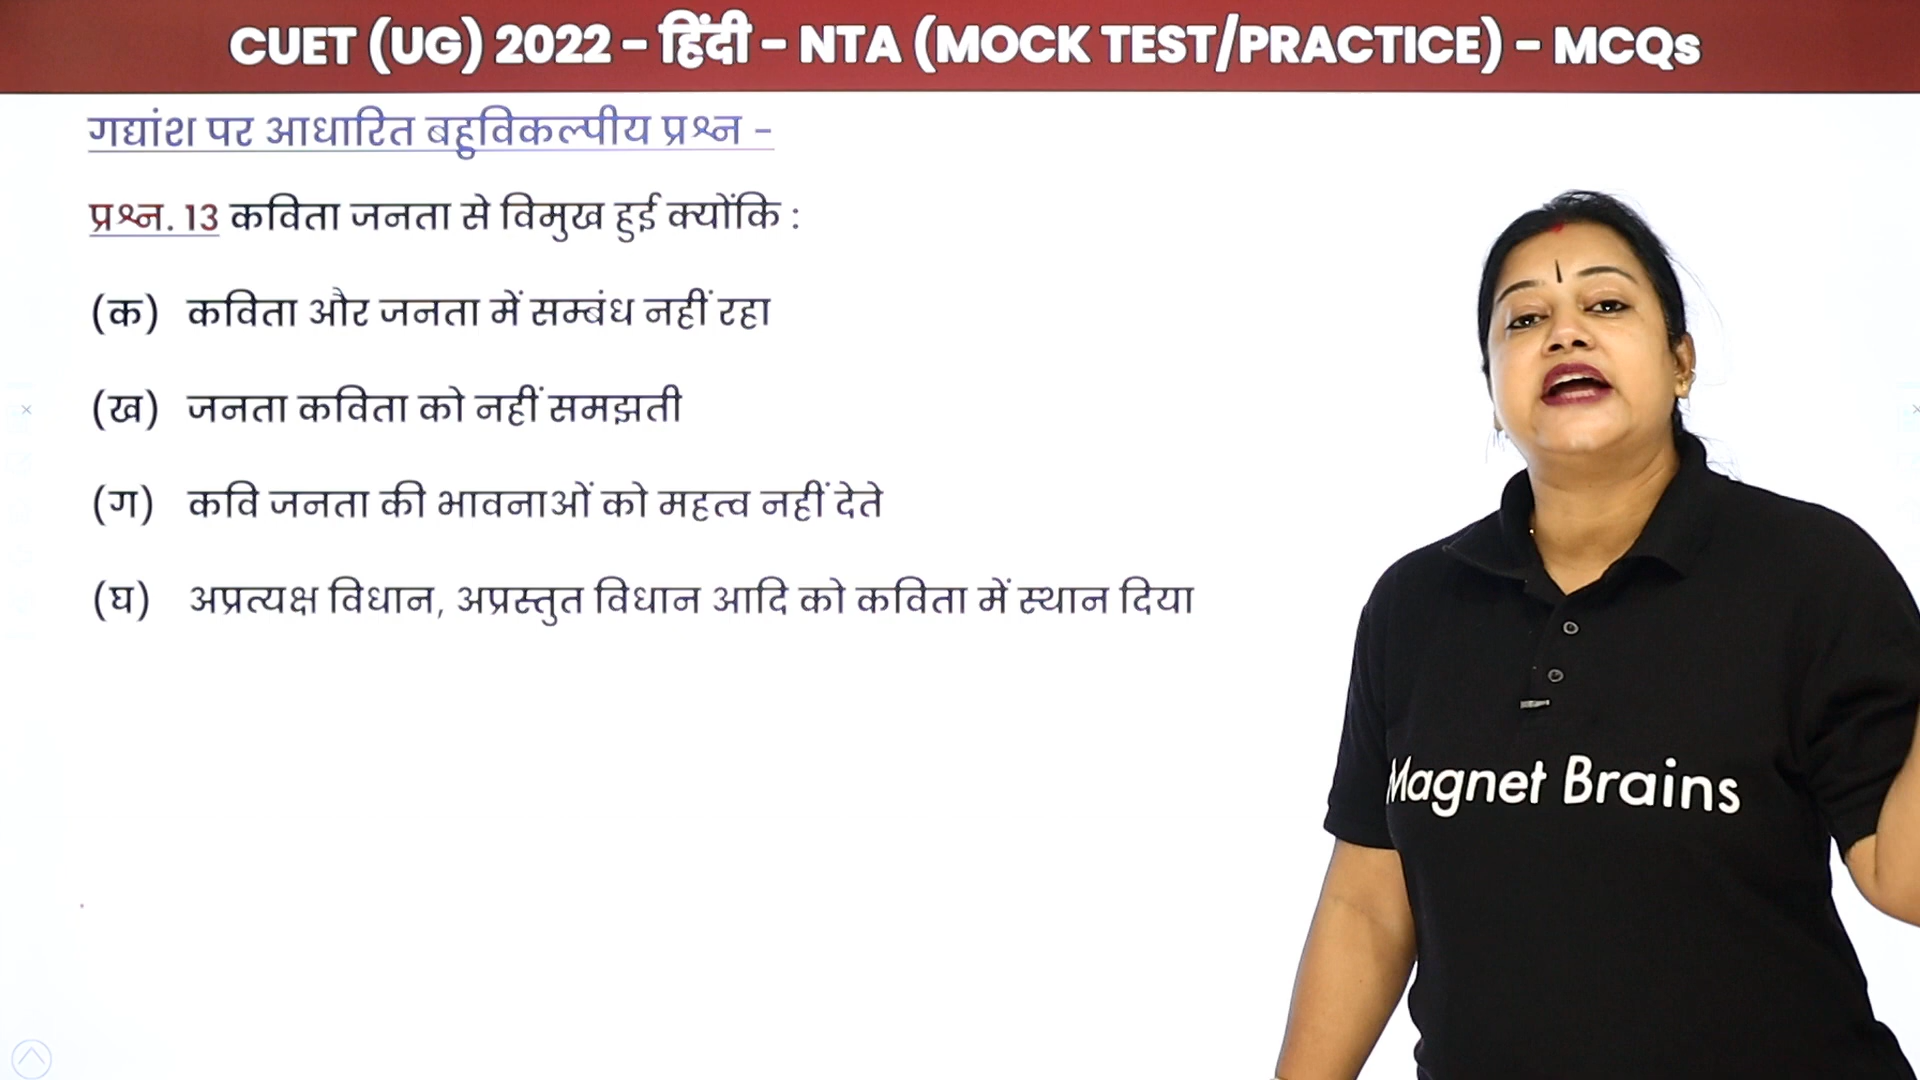 CUET (UG) 2022 – हिंदी – NTA (MOCK TEST/PRACTICE) – MCQs
गद्यांश पर आधारित बहुविकल्पीय प्रश्न –
प्रश्न. 13 कविता जनता से विमुख हुई क्योंकि :
(क) कविता और जनता में सम्बंध नहीं रहा
(ख) जनता कविता को नहीं समझती
(ग) कवि जनता की भावनाओं को महत्व नहीं देते
(घ) अप्रत्यक्ष विधान, अप्रस्तुत विधान आदि को कविता में स्थान दिया
Magnet Brains